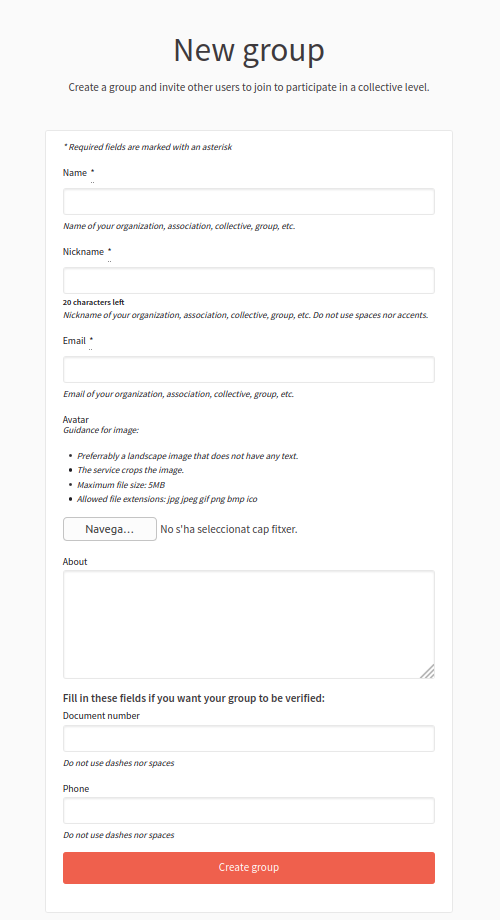 New group
Create a group and invite other users to join to participate in a collective level.
* Required fields are marked with an asterisk
Name *
Name of your organization, association, collective, group, etc.
Nickname *
20 characters left
Nickname of your organization, association, collective, group, etc. Do not use spaces nor accents.
Email *
Email of your organization, association, collective, group, etc.
Avatar
Guidance for image:
• Preferrably a landscape image that does not have any text.
• The service crops the image.
• Maximum file size: 5MB
• Allowed file extensions: jpg jpeg gif png bmp ico
Navega... No s'ha seleccionat cap fitxer.
About
Fill in these fields if you want your group to be verified:
Document number
Do not use dashes nor spaces
Phone
Do not use dashes nor spaces
Create group